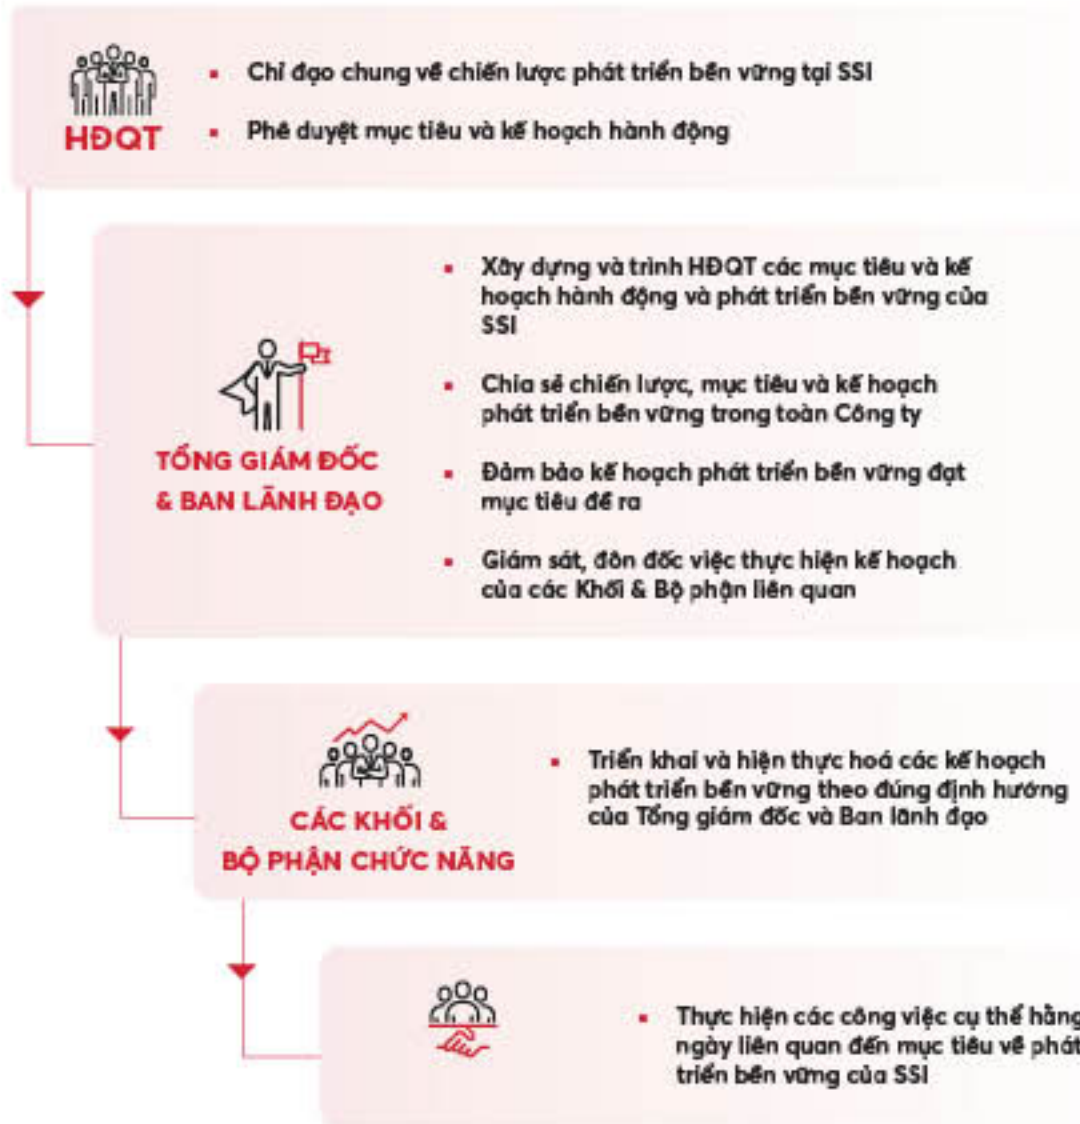 HĐQT
▪ Chỉ đạo chung về chiến lược phát triển bền vững tại SSI
▪ Phê duyệt mục tiêu và kế hoạch hành động
TỔNG GIÁM ĐỐC
& BAN LÃNH ĐẠO
▪ Xây dựng và trình HĐQT các mục tiêu và kế
hoạch hành động và phát triển bền vững của
SSI
▪ Chia sẻ chiến lược, mục tiêu và kế hoạch
phát triển bền vững trong toàn Công ty
▪ Đảm bảo kế hoạch phát triển bền vững đạt
mục tiêu đề ra
▪ Giám sát, đôn đốc việc thực hiện kế hoạch
của các Khối & Bộ phận liên quan
CÁC KHỐI &
BỘ PHẬN CHỨC NĂNG
▪ Triển khai và hiện thực hoá các kế hoạch
phát triển bền vững theo đúng định hướng
của Tổng giám đốc và Ban lãnh đạo
▪ Thực hiện các công việc cụ thể hằng
ngày liên quan đến mục tiêu về phát
triển bền vững của SSI